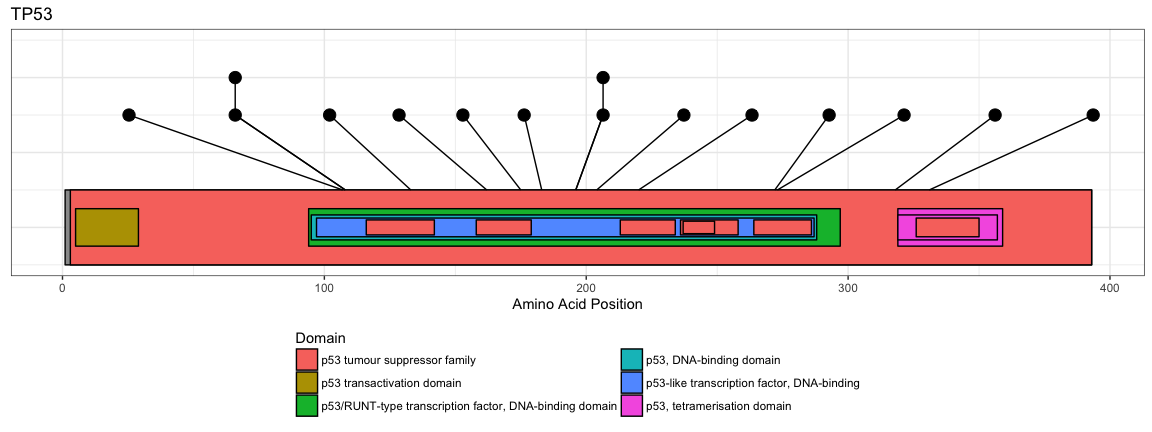 TP53
0 100 200 300 400
Amino Acid Position
Domain
p53 tumour suppressor family
p53 transactivation domain
p53/RUNT-type transcription factor, DNA-binding domain
p53, DNA-binding domain
p53-like transcription factor, DNA-binding
p53, tetramerisation domain